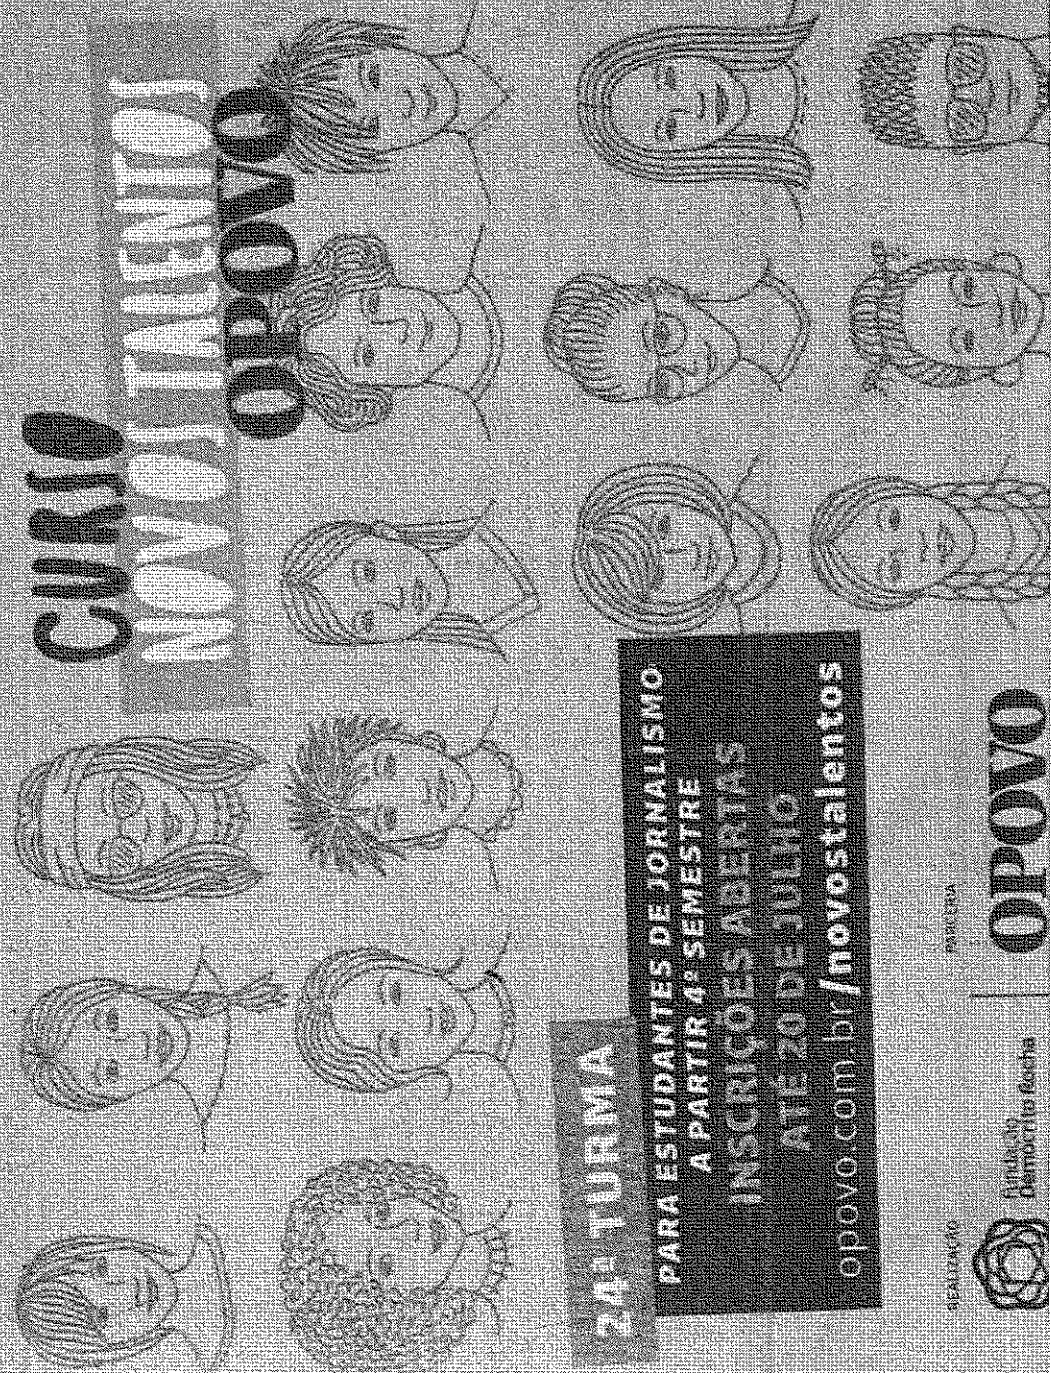 CURSO
NOVOS TALENTOS
O POVO
24ª TURMA
PARA ESTUDANTES DE JORNALISMO
A PARTIR 4º SEMESTRE
INSCRIÇÕES ABERTAS
ATÉ 20 DE JULHO
opovo.com.br/novostalentos
REALIZAÇÃO
Fundação
Demócrito Rocha
PARCERIA
O POVO